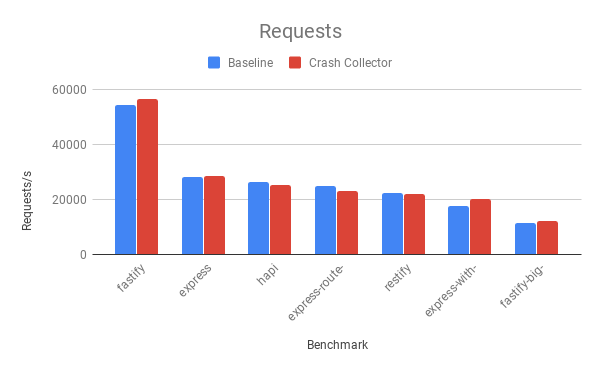 Requests
Baseline
Crash Collector
60000
40000
20000
0
Requests/s
fastify
express
hapi
express-route-
restify
express-with-
fastify-big-
Benchmark